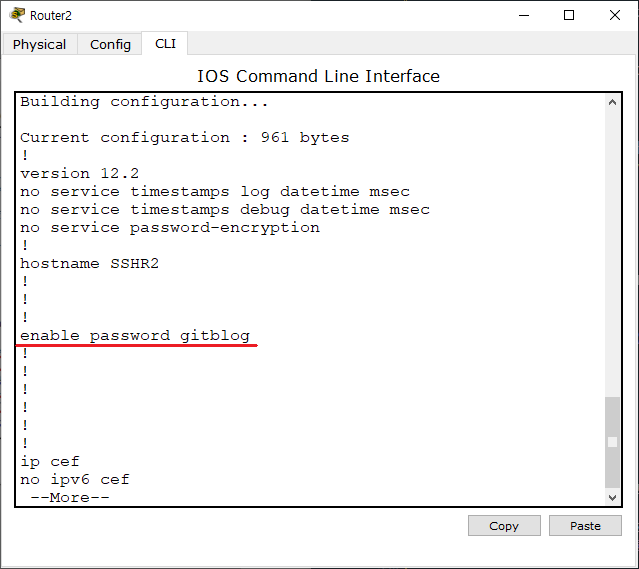 Router2
Physical Config CLI
IOS Command Line Interface
Building configuration...
Current configuration : 961 bytes
!
version 12.2
no service timestamps log datetime msec
no service timestamps debug datetime msec
no service password-encryption
!
hostname SSHR2
!
!
!
enable password gitblog
!
!
!
!
!
!
ip cef
no ipv6 cef
--More--
Copy Paste